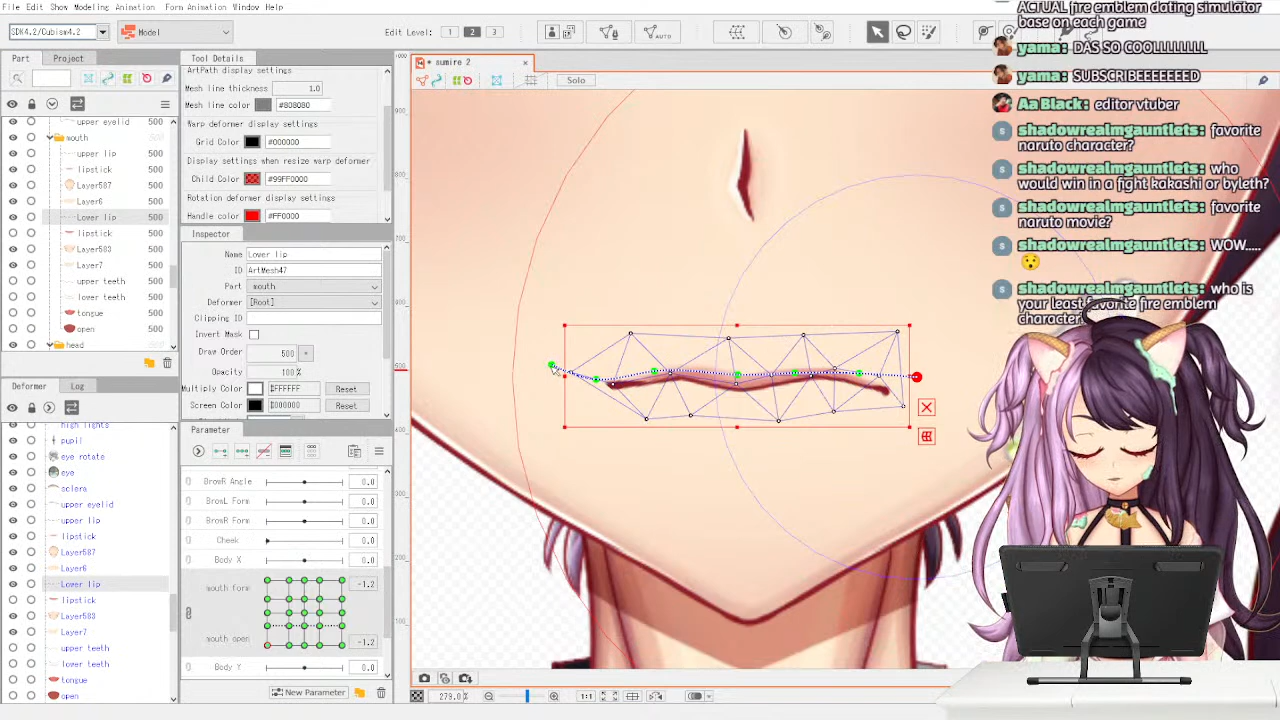 File Edit Show Modeling Animation Form Animation Window Help
SDK4.2/Cubism4.2
Model
Edit Level: 1 2 3
AUTO
Part Project
Tool Details
sumire 2
Solo
ArtPath display settings
Mesh line thickness 1.0
Mesh line color #808080
Warp deformer display settings
Grid Color #000000
Display settings when resize warp deformer
Child Color #99FF0000
Rotation deformer display settings
Handle color #FF0000
upper eyelid 500
mouth 500
upper lip 500
lipstick 500
Layer587 500
Layer6 500
Lower lip 500
lipstick 500
Layer583 500
Layer7 500
upper teeth 500
lower teeth 500
tongue 500
open 500
head 500
Inspector
Name Lower lip
ID ArtMesh47
Part mouth
Deformer [Root]
Clipping ID
Invert Mask
Draw Order 500
Opacity 100%
Multiply Color #FFFFFF Reset
Screen Color #000000 Reset
Deformer Log
high lights
pupil
eye rotate
eye
sclera
upper eyelid
upper lip
lipstick
Layer587
Layer6
Lower lip
lipstick
Layer583
Layer7
upper teeth
lower teeth
tongue
open
Parameter
BrowR Angle 0.0
BrowL Form 0.0
BrowR Form 0.0
Cheek 0.0
Body X 0.0
mouth form -1.2
mouth open -1.2
Body Y 0.0
New Parameter
279.0%
1:1
ACTUAL fire emblem dating simulator
base on each game
yama: DAS SO COOLLLLLLLL
yama: SUBSCRIBEEEEEEED
AaBlack: editor vtuber
shadowrealmgauntlets: favorite
naruto character?
shadowrealmgauntlets: who
would win in a fight kakashi or byleth?
shadowrealmgauntlets: favorite
naruto movie?
shadowrealmgauntlets: WOW.....
shadowrealmgauntlets: who is
your least favorite fire emblem
character